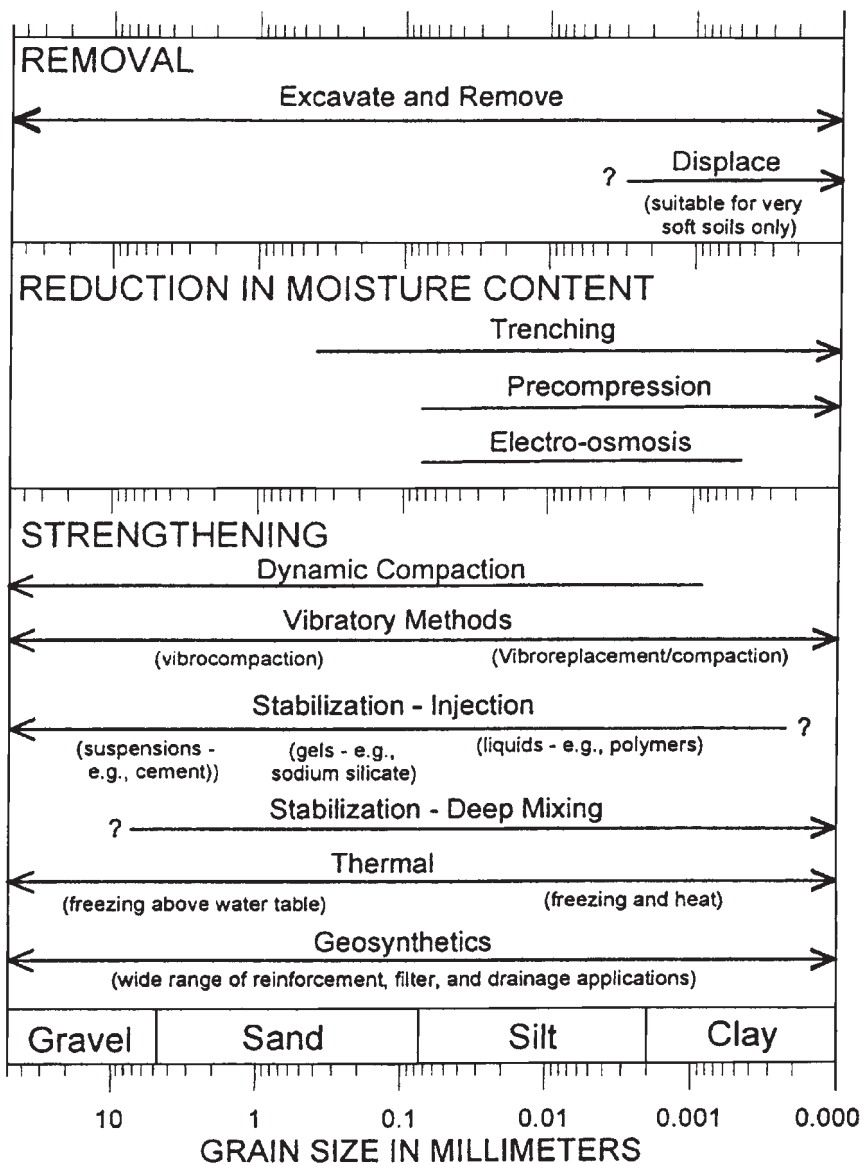 REMOVAL
Excavate and Remove
? Displace
(suitable for very
soft soils only)
REDUCTION IN MOISTURE CONTENT
Trenching
Precompression
Electro-osmosis
STRENGTHENING
Dynamic Compaction
Vibratory Methods
(vibrocompaction) (Vibroreplacement/compaction)
Stabilization - Injection
?
(suspensions - (gels - e.g., (liquids - e.g., polymers)
e.g., cement)) sodium silicate)
Stabilization - Deep Mixing
?
Thermal
(freezing above water table) (freezing and heat)
Geosynthetics
(wide range of reinforcement, filter, and drainage applications)
Gravel Sand Silt Clay
10 1 0.1 0.01 0.001 0.000
GRAIN SIZE IN MILLIMETERS